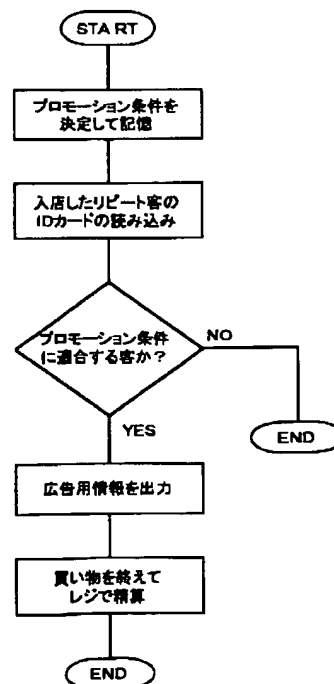 START
プロモーション条件を
決定して記憶
入店したリピート客の
IDカードの読み込み
プロモーション条件
に適合する客か？
NO
YES
END
広告用情報を出力
買い物を終えて
レジで精算
END